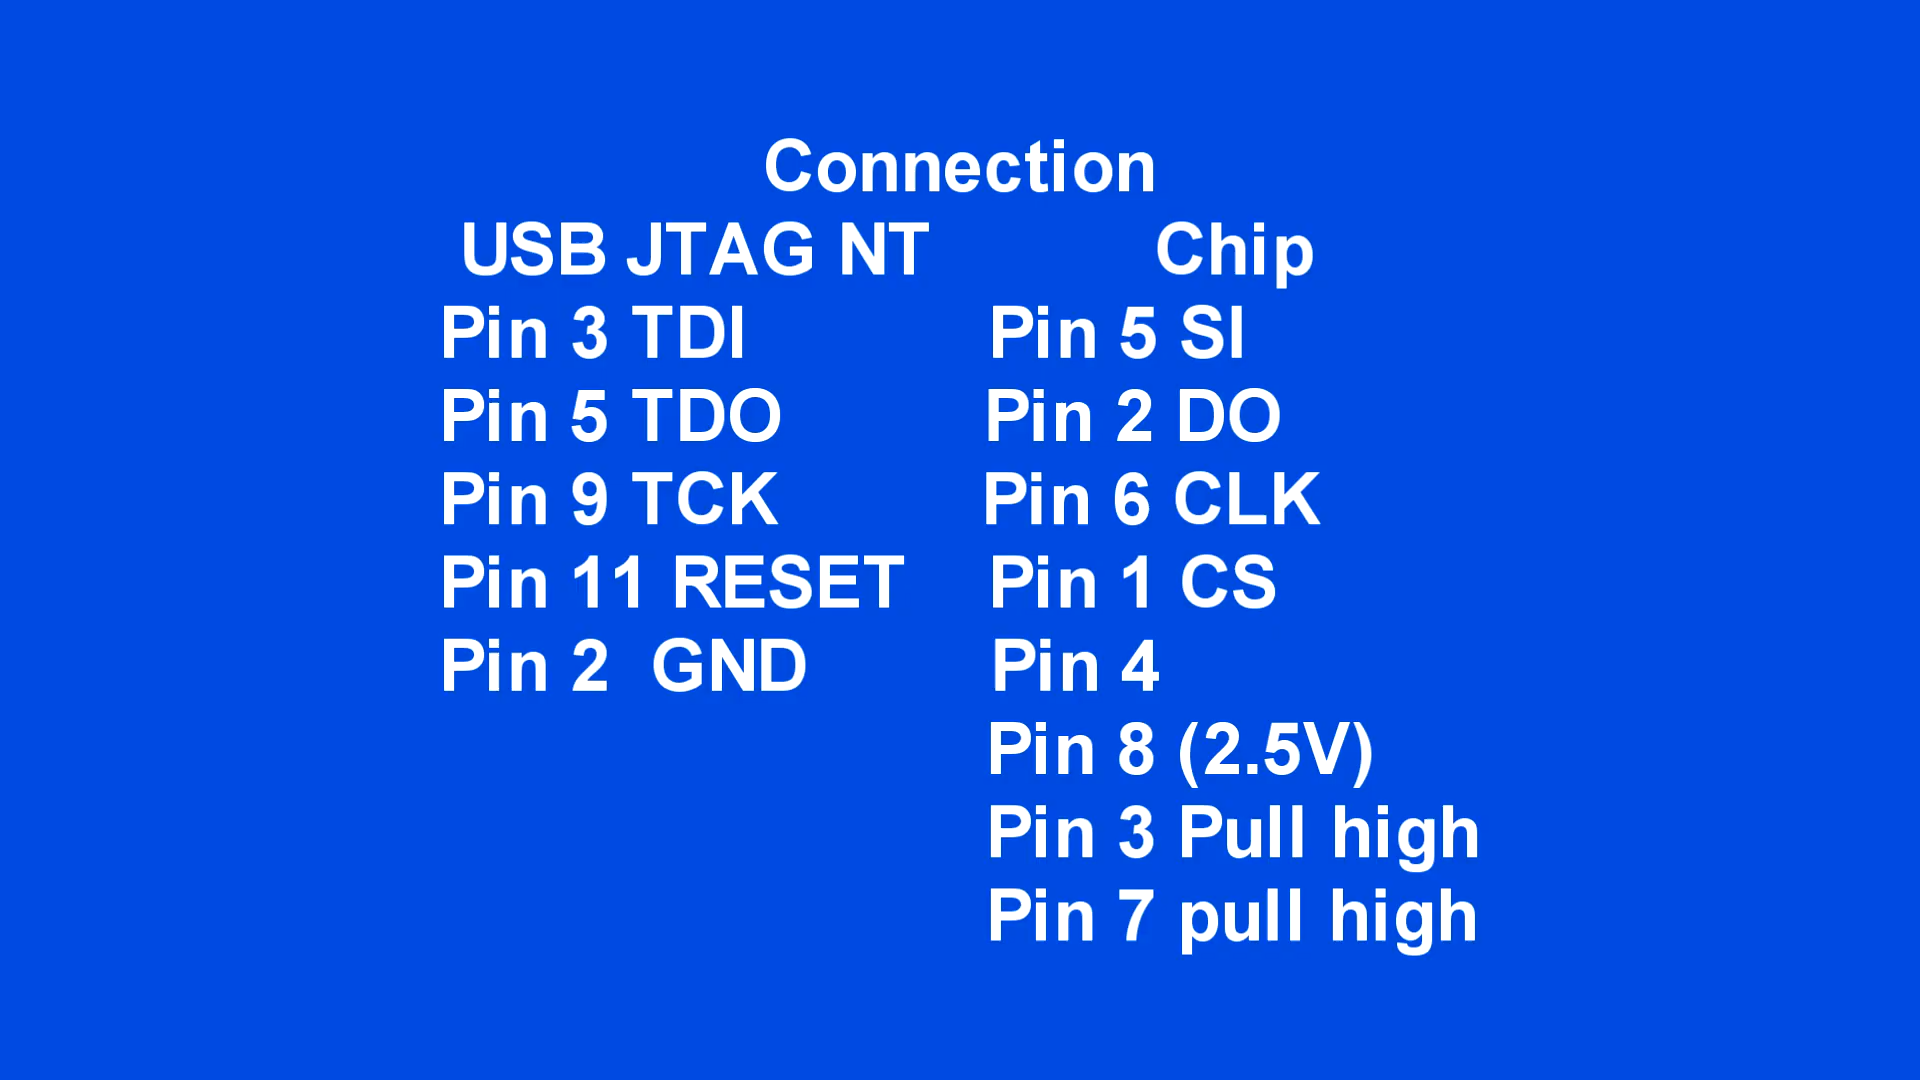 Connection
USB JTAG NT Chip
Pin 3 TDI Pin 5 SI
Pin 5 TDO Pin 2 DO
Pin 9 TCK Pin 6 CLK
Pin 11 RESET Pin 1 CS
Pin 2 GND Pin 4
Pin 8 (2.5V)
Pin 3 Pull high
Pin 7 pull high